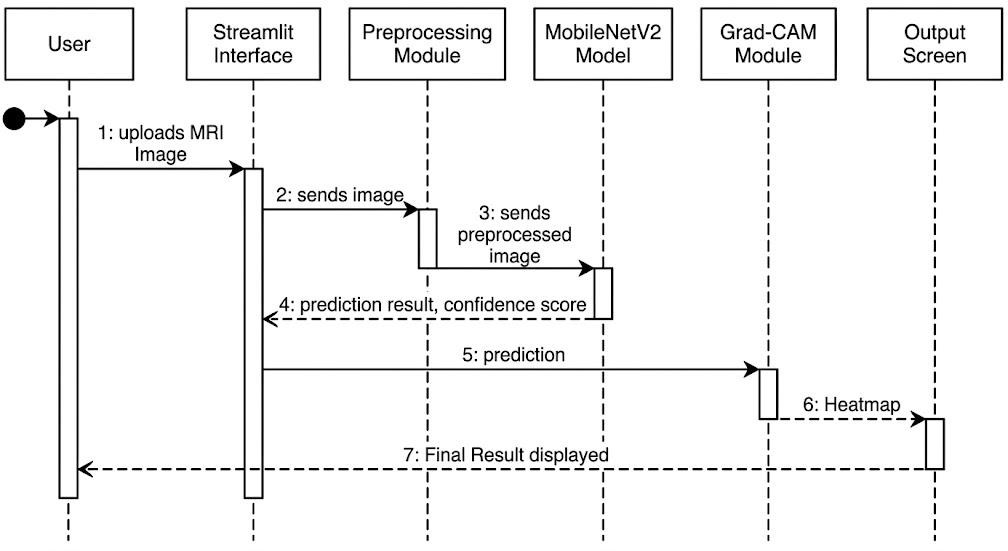 User
Streamlit
Interface
Preprocessing
Module
MobileNetV2
Model
Grad-CAM
Module
Output
Screen
1: uploads MRI
Image
2: sends image
3: sends
preprocessed
image
4: prediction result, confidence score
5: prediction
6: Heatmap
7: Final Result displayed